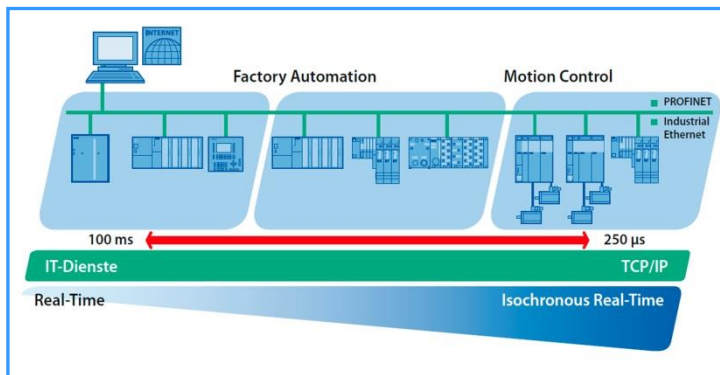 INTERNET
Factory Automation
Motion Control
PROFINET
Industrial
Ethernet
100 ms
250 µs
IT-Dienste
TCP/IP
Real-Time
Isochronous Real-Time